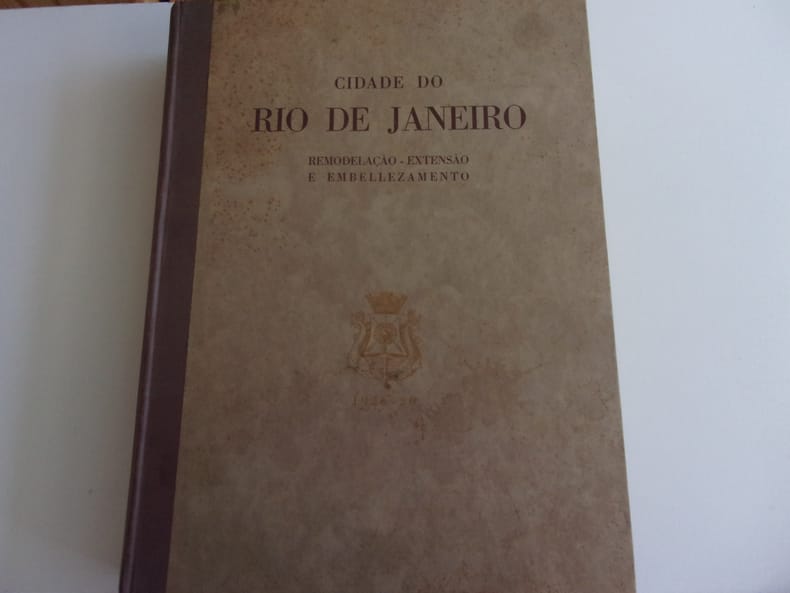 CIDADE DO
RIO DE JANEIRO
REMODELAÇÃO - EXTENSÃO
E EMBELLEZAMENTO